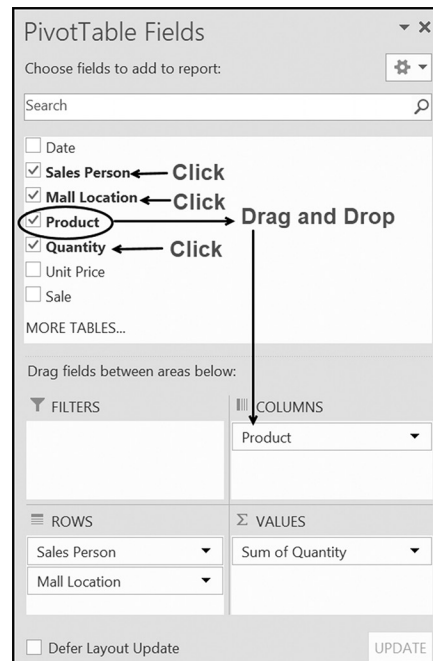 PivotTable Fields
Choose fields to add to report:
Search
Date
Sales Person Click
Mall Location Click
Product Drag and Drop
Quantity Click
Unit Price
Sale
MORE TABLES...
Drag fields between areas below:
FILTERS COLUMNS
Product
ROWS Σ VALUES
Sales Person Sum of Quantity
Mall Location
Defer Layout Update UPDATE